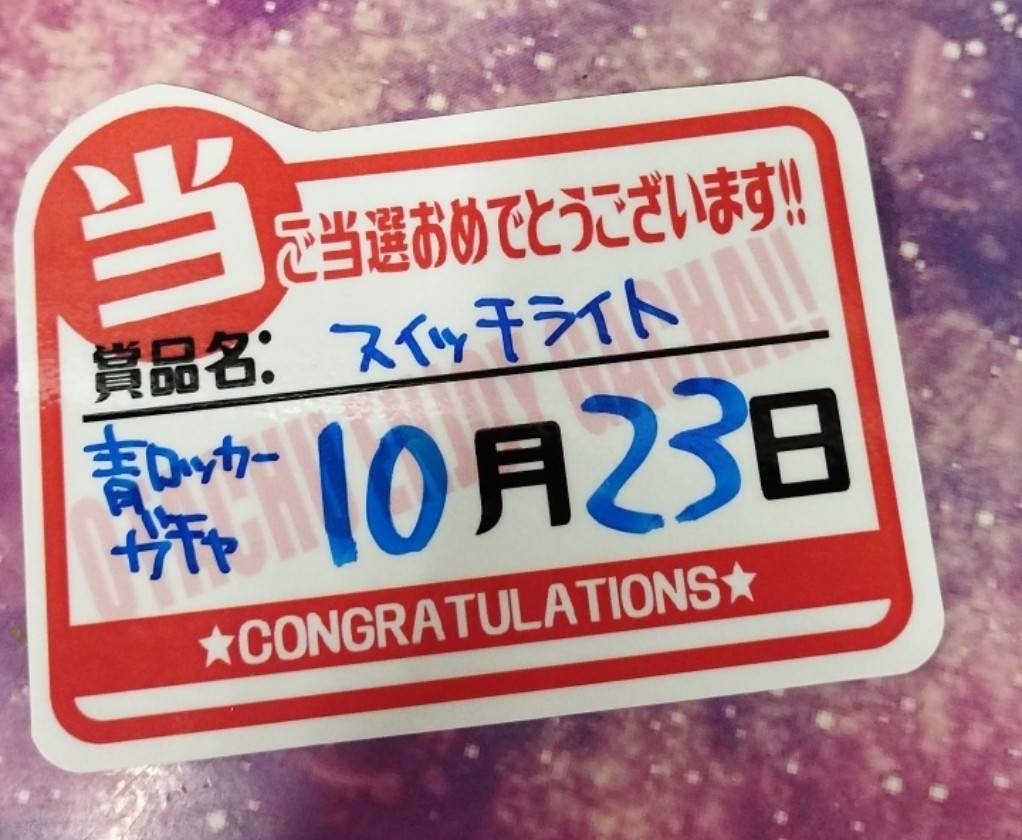 当
ご当選おめでとうございます!!
賞品名: スイッチライト
青ロッカー
ガチャ
10月23日
★CONGRATULATIONS★